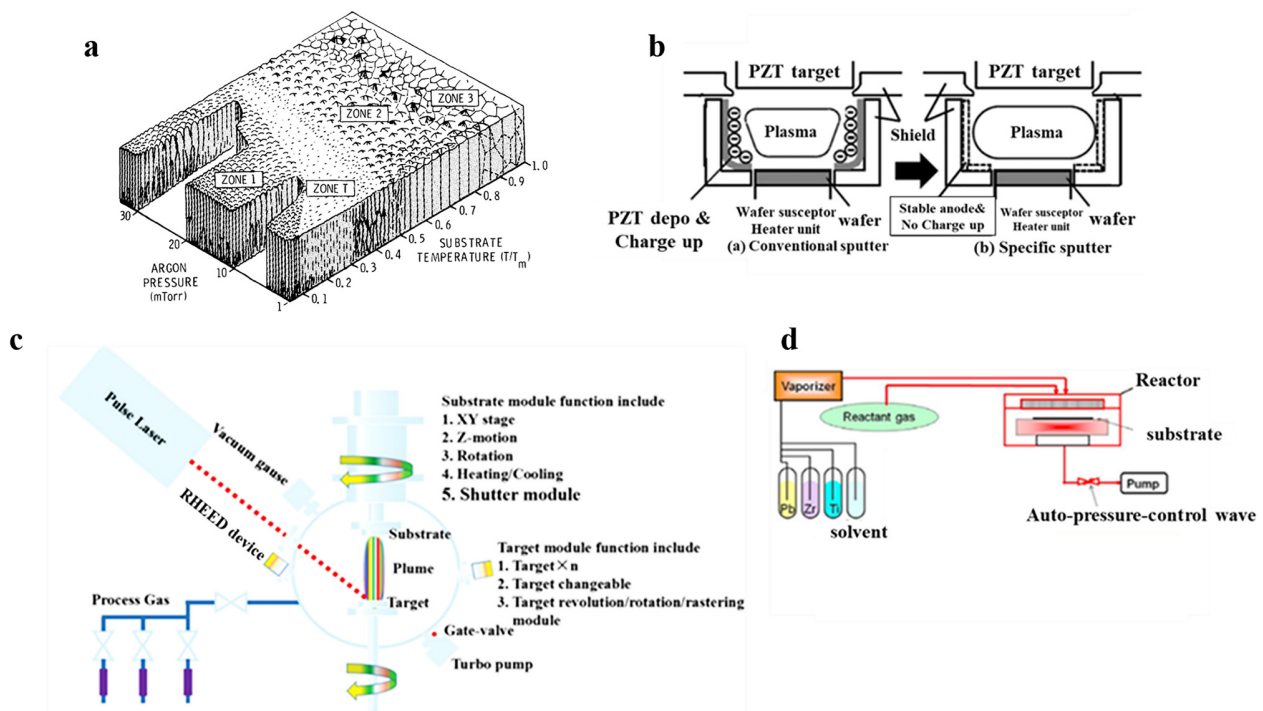 a
ZONE 3
ZONE 2
ZONE 1
ZONE T
1.0
0.9
0.8
0.7
0.6
0.5
0.4
0.3
0.2
0.1
30
20
10
1
SUBSTRATE
TEMPERATURE (T/Tm)
ARGON
PRESSURE
(mTorr)
b
PZT target
PZT target
Plasma
Shield
Plasma
PZT depo &
Charge up
Wafer susceptor
Heater unit
wafer
(a) Conventional sputter
Stable anode&
No Charge up
Wafer susceptor
Heater unit
wafer
(b) Specific sputter
c
Pulse Laser
Vacuum gause
RHEED device
Substrate module function include
1. XY stage
2. Z-motion
3. Rotation
4. Heating/Cooling
5. Shutter module
Substrate
Plume
Target
Target module function include
1. Target×n
2. Target changeable
3. Target revolution/rotation/rastering
module
Process Gas
Gate-valve
Turbo pump
d
Vaporizer
Reactant gas
Reactor
substrate
Pb
Zr
Ti
solvent
Pump
Auto-pressure-control wave